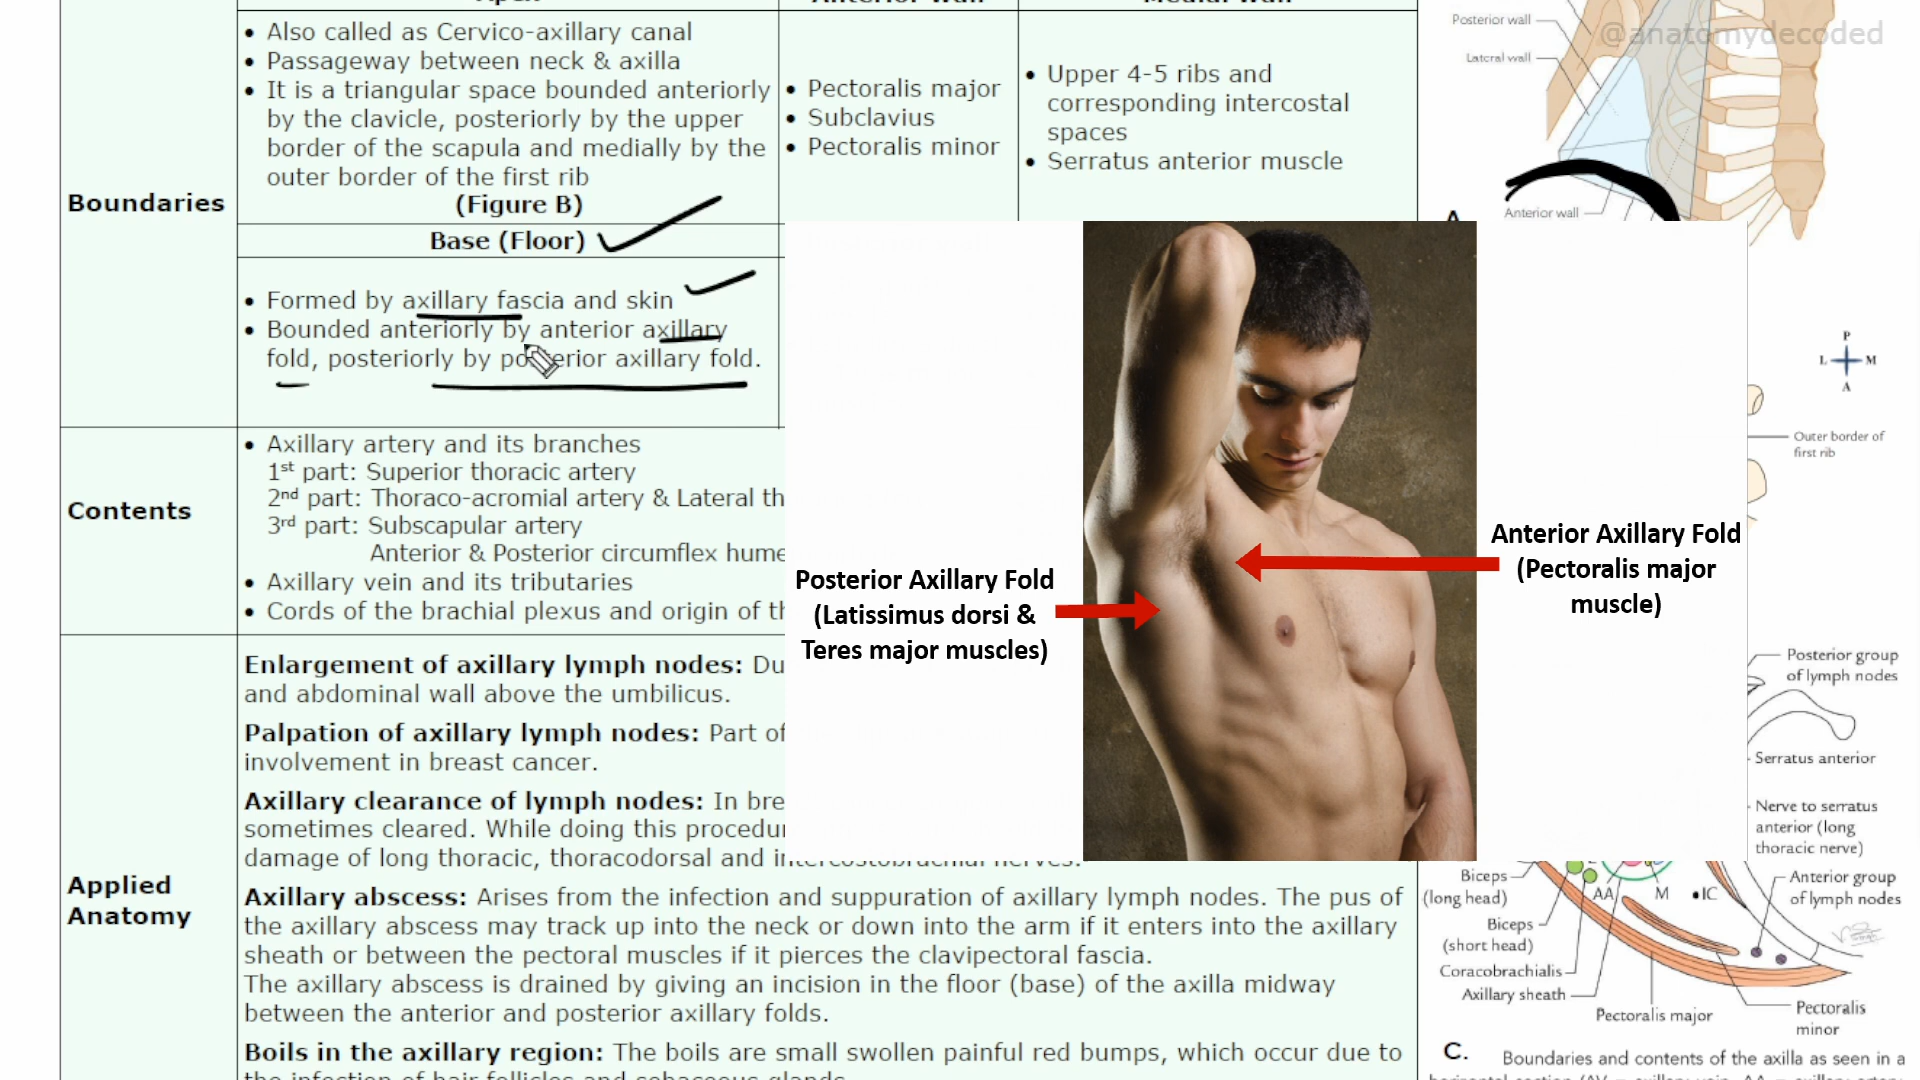 Also called as Cervico-axillary canal
Passageway between neck & axilla
It is a triangular space bounded anteriorly
by the clavicle, posteriorly by the upper
border of the scapula and medially by the
outer border of the first rib
(Figure B)
Pectoralis major
Subclavius
Pectoralis minor
Upper 4-5 ribs and
corresponding intercostal
spaces
Serratus anterior muscle
Boundaries
Base (Floor)
Formed by axillary fascia and skin
Bounded anteriorly by anterior axillary
fold, posteriorly by posterior axillary fold.
Contents
Axillary artery and its branches
1st part: Superior thoracic artery
2nd part: Thoraco-acromial artery & Lateral th
3rd part: Subscapular artery
Anterior & Posterior circumflex hume
Axillary vein and its tributaries
Cords of the brachial plexus and origin of th
Applied
Anatomy
Enlargement of axillary lymph nodes: Du
and abdominal wall above the umbilicus.
Palpation of axillary lymph nodes: Part of
involvement in breast cancer.
Axillary clearance of lymph nodes: In bre
sometimes cleared. While doing this procedu
damage of long thoracic, thoracodorsal and intercostobrachial nerves.
Axillary abscess: Arises from the infection and suppuration of axillary lymph nodes. The pus of
the axillary abscess may track up into the neck or down into the arm if it enters into the axillary
sheath or between the pectoral muscles if it pierces the clavipectoral fascia.
The axillary abscess is drained by giving an incision in the floor (base) of the axilla midway
between the anterior and posterior axillary folds.
Boils in the axillary region: The boils are small swollen painful red bumps, which occur due to
Posterior Axillary Fold
(Latissimus dorsi &
Teres major muscles)
Anterior Axillary Fold
(Pectoralis major
muscle)
@anatomydecoded
Posterior wall
Lateral wall
Anterior wall
P
L M
A
Outer border of
first rib
Posterior group
of lymph nodes
Serratus anterior
Nerve to serratus
anterior (long
thoracic nerve)
Anterior group
of lymph nodes
Biceps
(long head)
AA
M
IC
Biceps
(short head)
Coracobrachialis
Axillary sheath
Pectoralis major
Pectoralis
minor
C.
Boundaries and contents of the axilla as seen in a